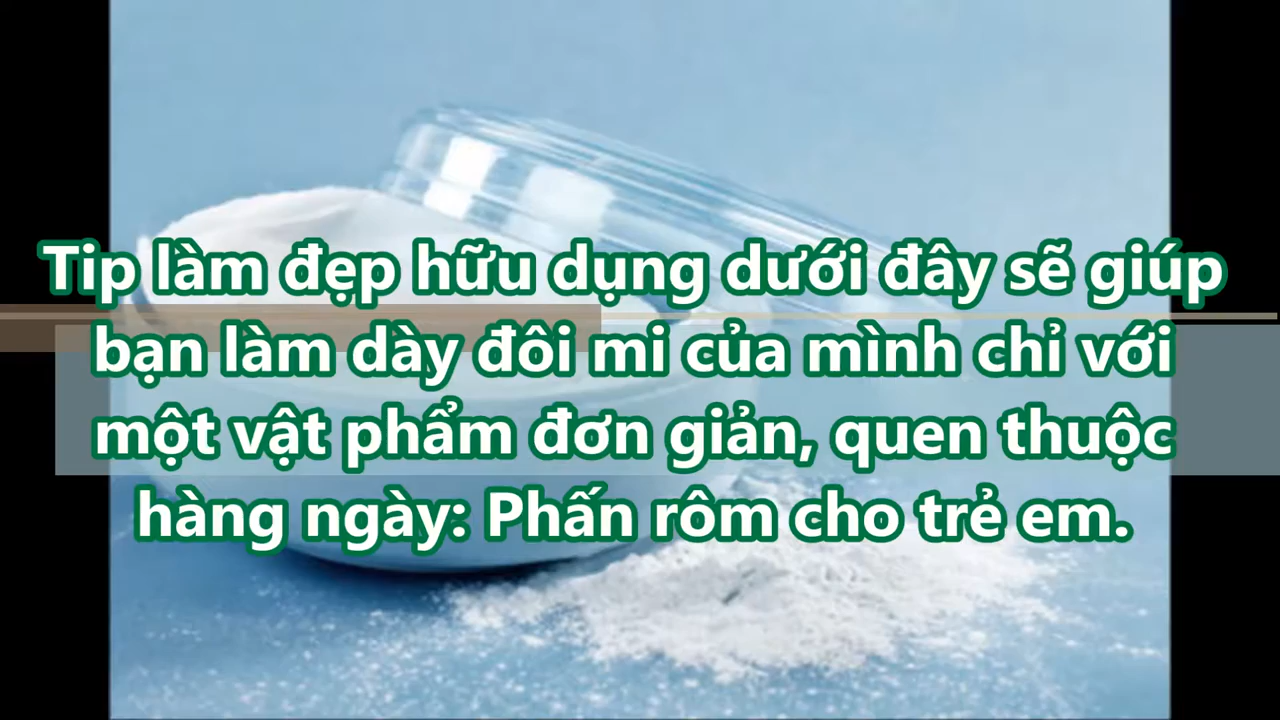 Tip làm đẹp hữu dụng dưới đây sẽ giúp
bạn làm dày đôi mi của mình chỉ với
một vật phẩm đơn giản, quen thuộc
hàng ngày: Phấn rôm cho trẻ em.